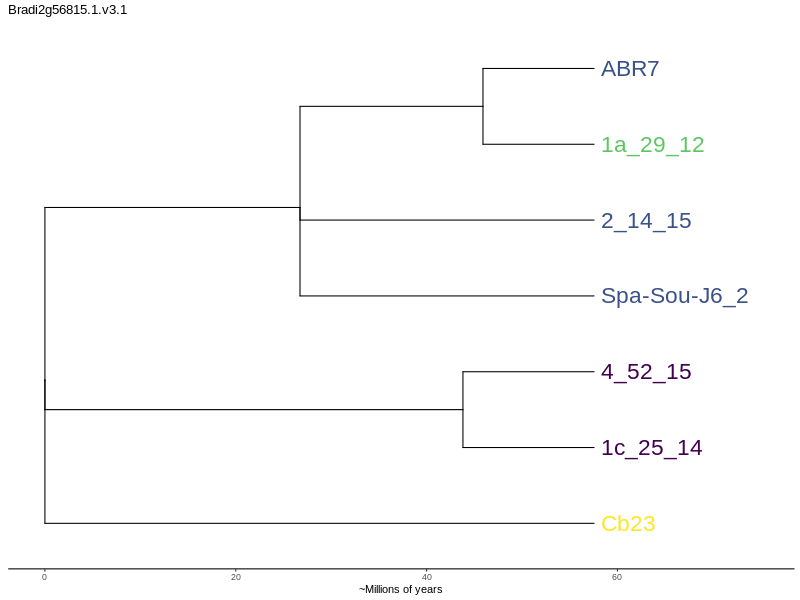 Bradi2g56815.1.v3.1
ABR7
1a_29_12
2_14_15
Spa-Sou-J6_2
4_52_15
1c_25_14
Cb23
0 20 40 60
~Millions of years